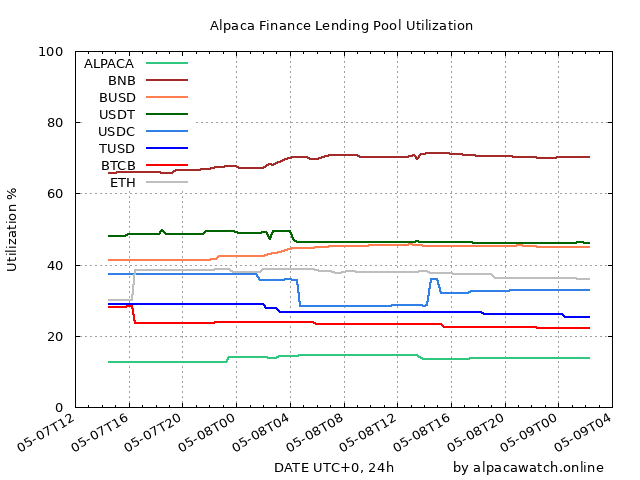 Alpaca Finance Lending Pool Utilization
100
80
60
40
20
0
Utilization %
ALPACA
BNB
BUSD
USDT
USDC
TUSD
BTCB
ETH
05-07T12
05-07T16
05-07T20
05-08T00
05-08T04
05-08T08
05-08T12
05-08T16
05-08T20
05-09T00
05-09T04
DATE UTC+0, 24h
by alpacawatch.online